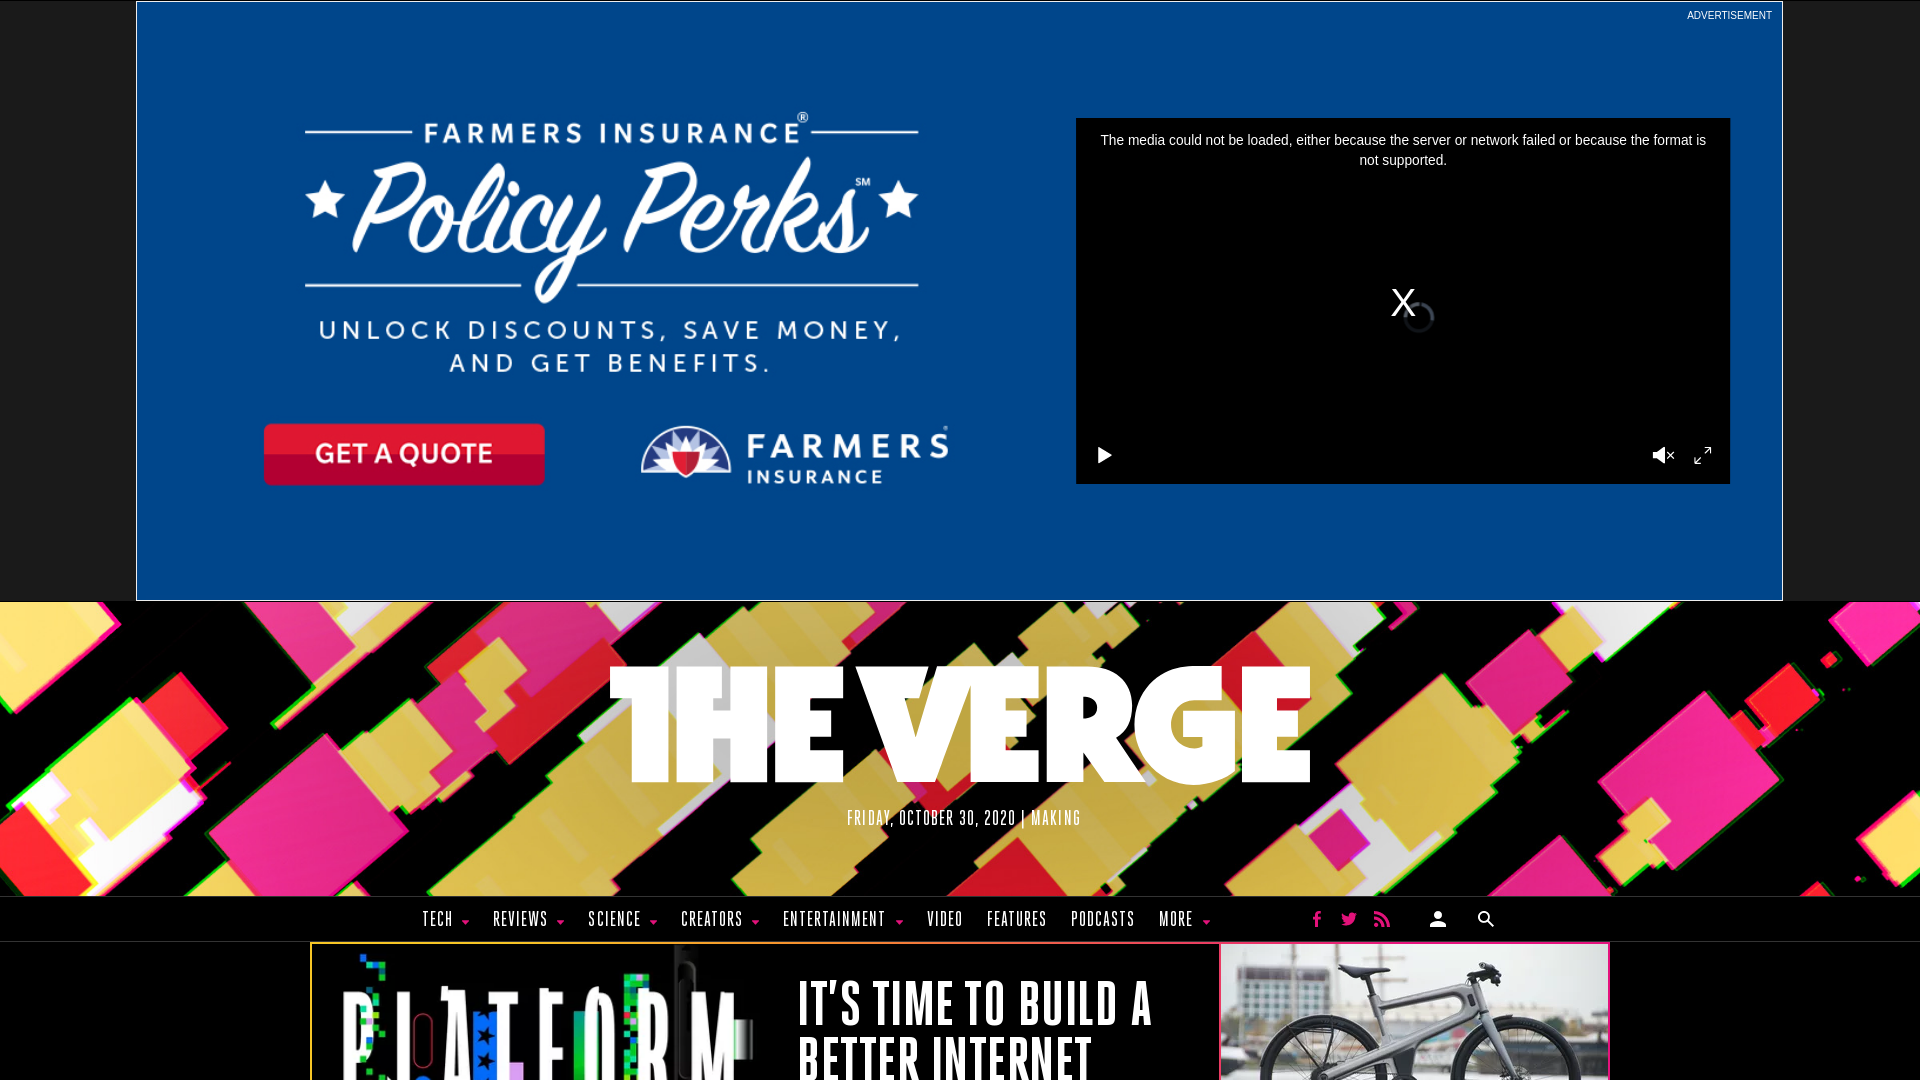 ADVERTISEMENT
FARMERS INSURANCE®
Policy Perks℠
UNLOCK DISCOUNTS, SAVE MONEY,
AND GET BENEFITS.
GET A QUOTE
FARMERS®
INSURANCE
The media could not be loaded, either because the server or network failed or because the format is
not supported.
X
THE VERGE
FRIDAY, OCTOBER 30, 2020 | MAKING
TECH REVIEWS SCIENCE CREATORS ENTERTAINMENT VIDEO FEATURES PODCASTS MORE
PLATFORM
IT'S TIME TO BUILD A
BETTER INTERNET